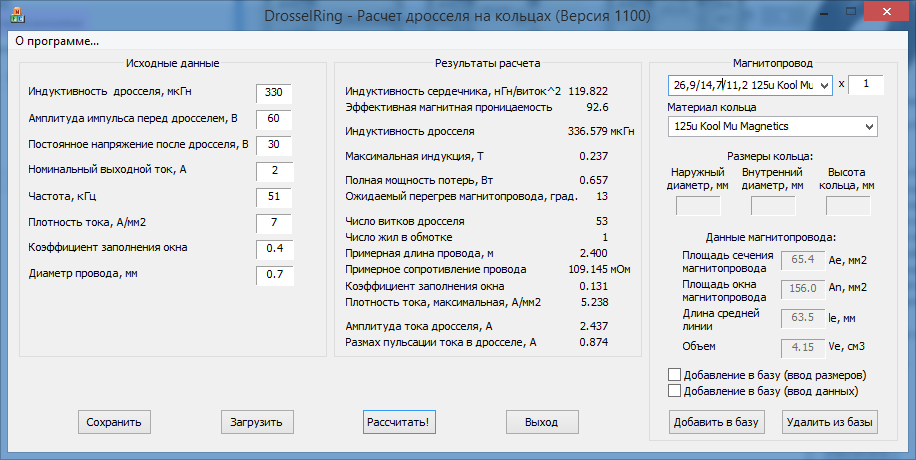 DrosselRing - Расчет дросселя на кольцах (Версия 1100)
О программе...
Исходные данные
Индуктивность дросселя, мкГн 330
Амплитуда импульса перед дросселем, В 60
Постоянное напряжение после дросселя, В 30
Номинальный выходной ток, А 2
Частота, кГц 51
Плотность тока, А/мм2 7
Коэффициент заполнения окна 0.4
Диаметр провода, мм 0.7
Результаты расчета
Индуктивность сердечника, нГн/виток^2 119.822
Эффективная магнитная проницаемость 92.6
Индуктивность дросселя 336.579 мкГн
Максимальная индукция, Т 0.237
Полная мощность потерь, Вт 0.657
Ожидаемый перегрев магнитопровода, град. 13
Число витков дросселя 53
Число жил в обмотке 1
Примерная длина провода, м 2.400
Примерное сопротивление провода 109.145 мОм
Коэффициент заполнения окна 0.131
Плотность тока, максимальная, А/мм2 5.238
Амплитуда тока дросселя, А 2.437
Размах пульсации тока в дросселе, А 0.874
Магнитопровод
26,9/14,7/11,2 125u Kool Mu x 1
Материал кольца
125u Kool Mu Magnetics
Размеры кольца:
Наружный Внутренний Высота
диаметр, мм диаметр, мм кольца, мм
Данные магнитопровода:
Площадь сечения
магнитопровода 65.4 Ae, мм2
Площадь окна
магнитопровода 156.0 An, мм2
Длина средней
линии 63.5 le, мм
Объем 4.15 Ve, см3
Добавление в базу (ввод размеров)
Добавление в базу (ввод данных)
Сохранить Загрузить Рассчитать! Выход Добавить в базу Удалить из базы